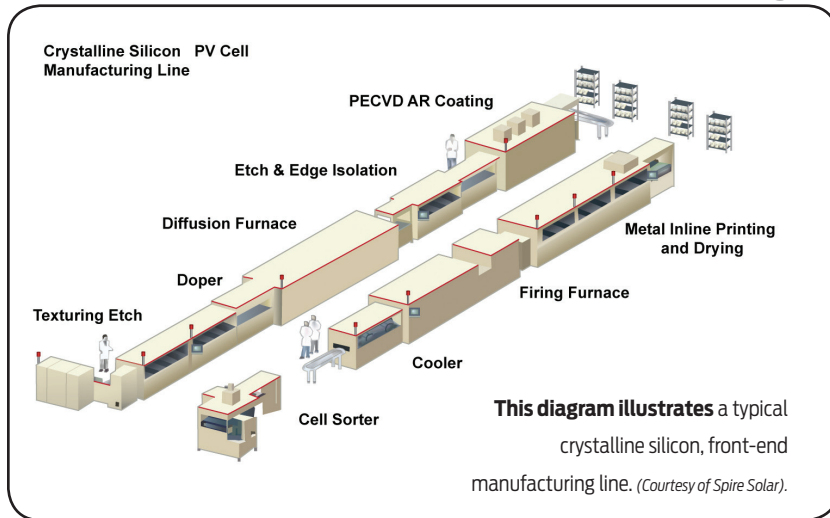 Crystalline Silicon PV Cell
Manufacturing Line
PECVD AR Coating
Etch & Edge Isolation
Diffusion Furnace
Doper
Texturing Etch
Metal Inline Printing
and Drying
Firing Furnace
Cooler
Cell Sorter
This diagram illustrates a typical
crystalline silicon, front-end
manufacturing line. (Courtesy of Spire Solar).